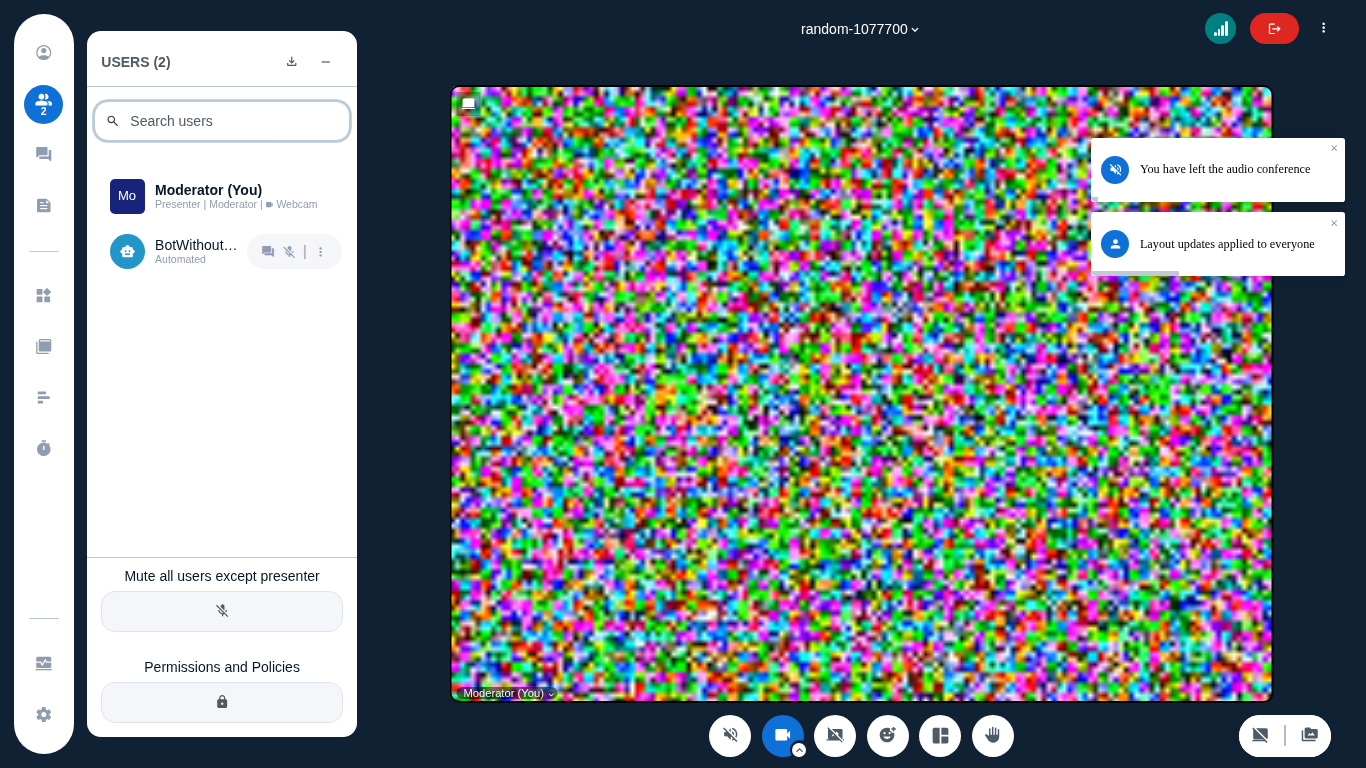 2
USERS (2)
Search users
Mo
Moderator (You)
Presenter | Moderator | Webcam
BotWithout…
Automated
Mute all users except presenter
Permissions and Policies
random-1077700
You have left the audio conference
Layout updates applied to everyone
Moderator (You)